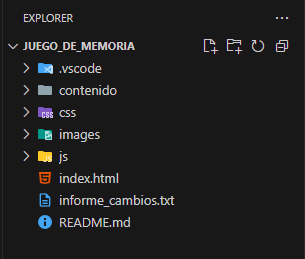 EXPLORER
JUEGO_DE_MEMORIA
.vscode
contenido
css
images
js
index.html
informe_cambios.txt
README.md